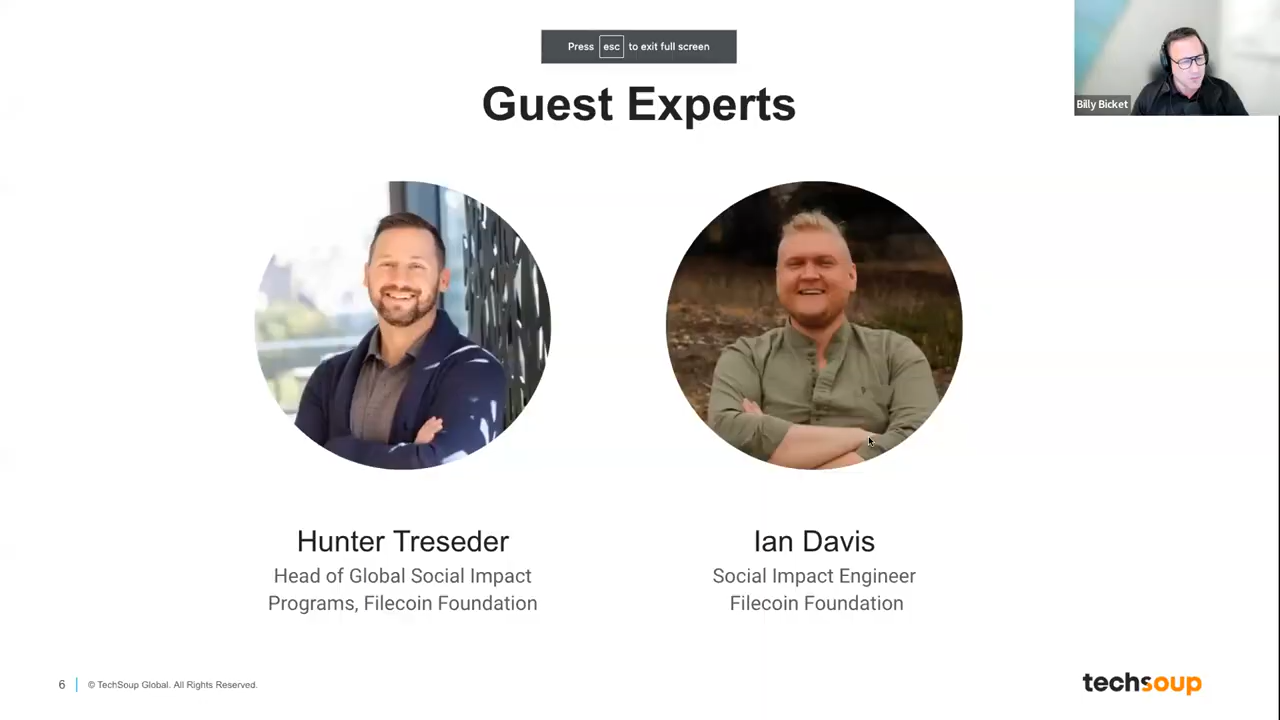 Press esc to exit full screen
Billy Bicket
Guest Experts
Hunter Treseder
Head of Global Social Impact
Programs, Filecoin Foundation
Ian Davis
Social Impact Engineer
Filecoin Foundation
6
© TechSoup Global. All Rights Reserved.
techsoup